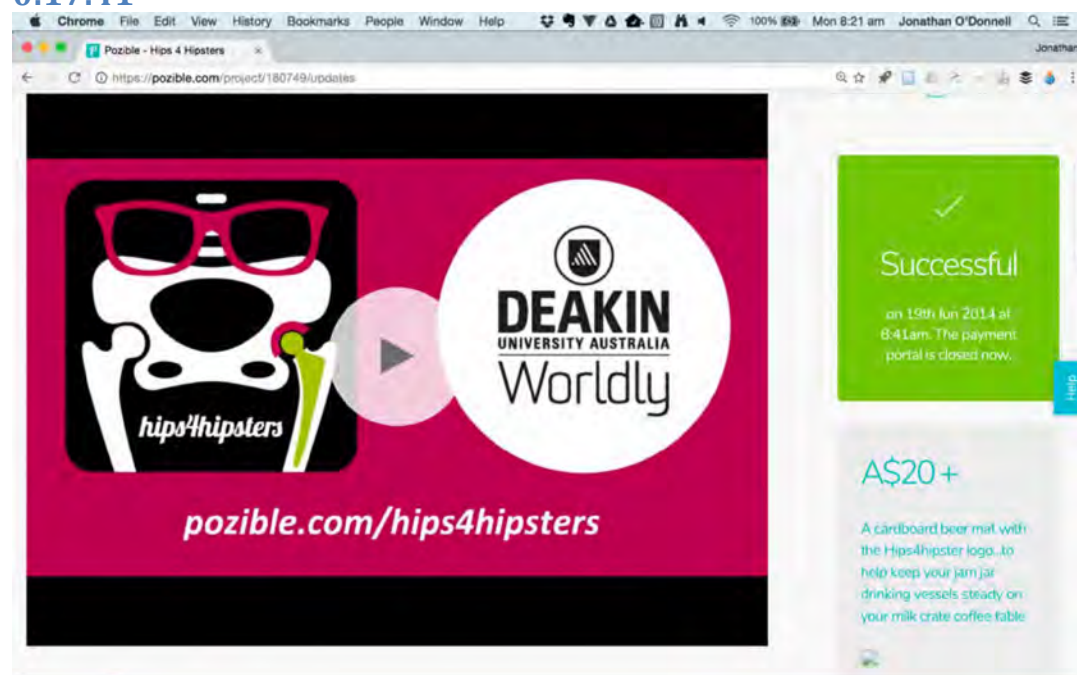 Chrome File Edit View History Bookmarks People Window Help 100% Mon 8:21 am Jonathan O'Donnell
Pozible - Hips 4 Hipsters
Jonathan
https://pozible.com/project/180749/updates
hips4hipsters
DEAKIN
UNIVERSITY AUSTRALIA
Worldly
pozible.com/hips4hipsters
Successful
on 19th Jun 2014 at
8:41am. The payment
portal is closed now.
Help
A$20 +
A cardboard beer mat with
the Hips4hipster logo...to
help keep your jam jar
drinking vessels steady on
your milk crate coffee table